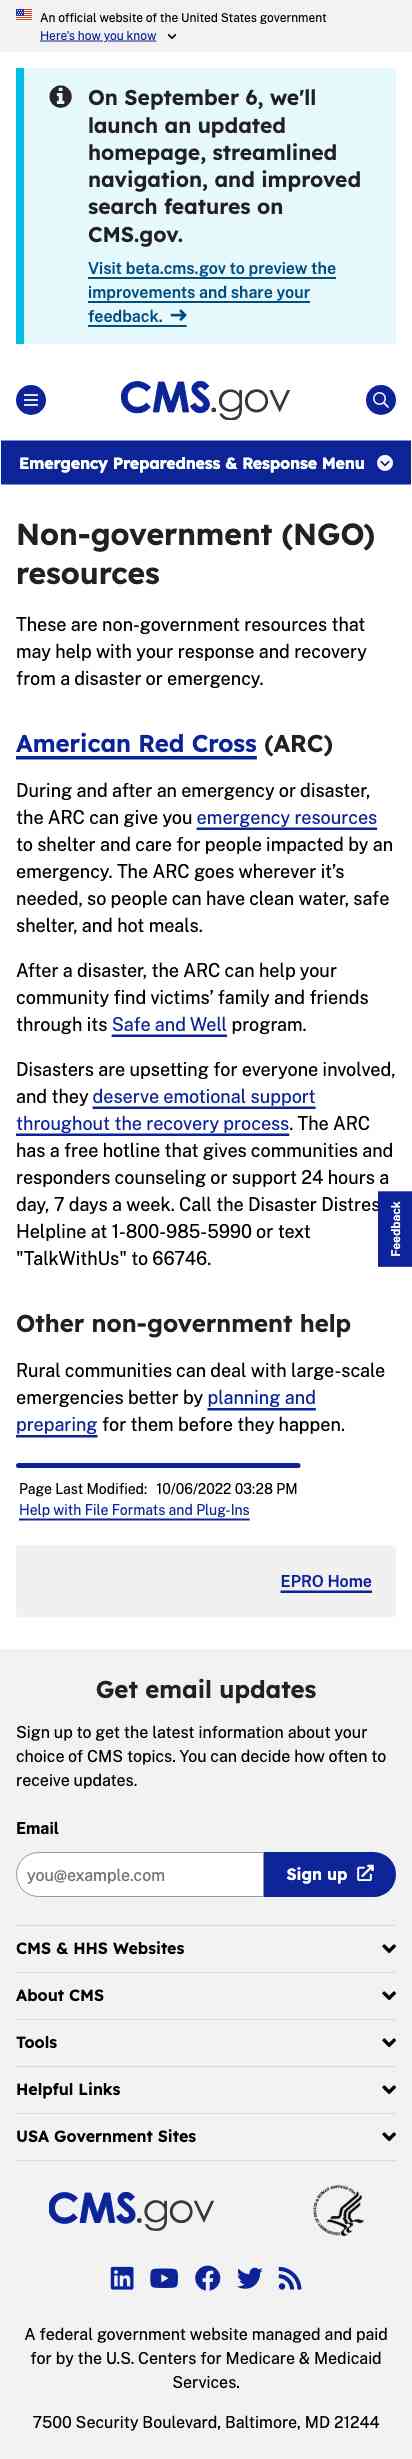 An official website of the United States government
Here's how you know
On September 6, we'll
launch an updated
homepage, streamlined
navigation, and improved
search features on
CMS.gov.
Visit beta.cms.gov to preview the
improvements and share your
feedback. →
CMS.gov
Emergency Preparedness & Response Menu
Non-government (NGO)
resources
These are non-government resources that
may help with your response and recovery
from a disaster or emergency.
American Red Cross (ARC)
During and after an emergency or disaster,
the ARC can give you emergency resources
to shelter and care for people impacted by an
emergency. The ARC goes wherever it's
needed, so people can have clean water, safe
shelter, and hot meals.
After a disaster, the ARC can help your
community find victims' family and friends
through its Safe and Well program.
Disasters are upsetting for everyone involved,
and they deserve emotional support
throughout the recovery process. The ARC
has a free hotline that gives communities and
responders counseling or support 24 hours a
day, 7 days a week. Call the Disaster Distres
Feedback
Helpline at 1-800-985-5990 or text
"TalkWithUs" to 66746.
Other non-government help
Rural communities can deal with large-scale
emergencies better by planning and
preparing for them before they happen.
Page Last Modified: 10/06/2022 03:28 PM
Help with File Formats and Plug-Ins
EPRO Home
Get email updates
Sign up to get the latest information about your
choice of CMS topics. You can decide how often to
receive updates.
Email
you@example.com
Sign up
CMS & HHS Websites
About CMS
Tools
Helpful Links
USA Government Sites
CMS.gov
A federal government website managed and paid
for by the U.S. Centers for Medicare & Medicaid
Services.
7500 Security Boulevard, Baltimore, MD 21244